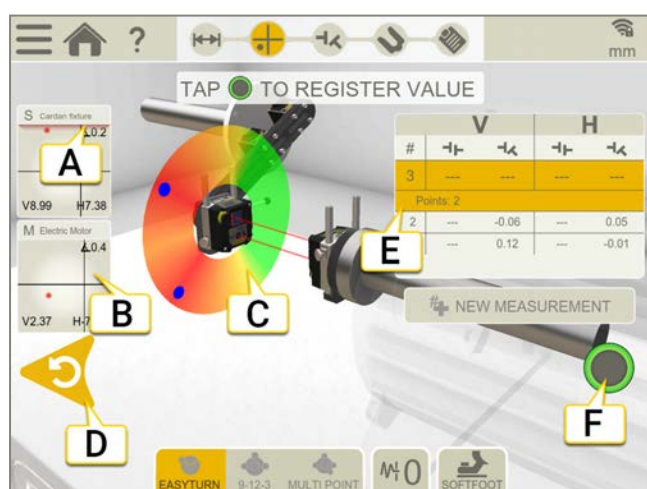 ?
mm
TAP TO REGISTER VALUE
S Cardan fixture
0.2
A
V8.99 H7.38
M Electric Motor
0.4
B
V2.37 H-7
C
D
V H
#
3 --- --- --- ---
Points: 2
2 --- -0.06 --- 0.05
--- 0.12 --- -0.01
E
# NEW MEASUREMENT
F
EASYTURN 9-12-3 MULTI POINT 0 SOFTFOOT